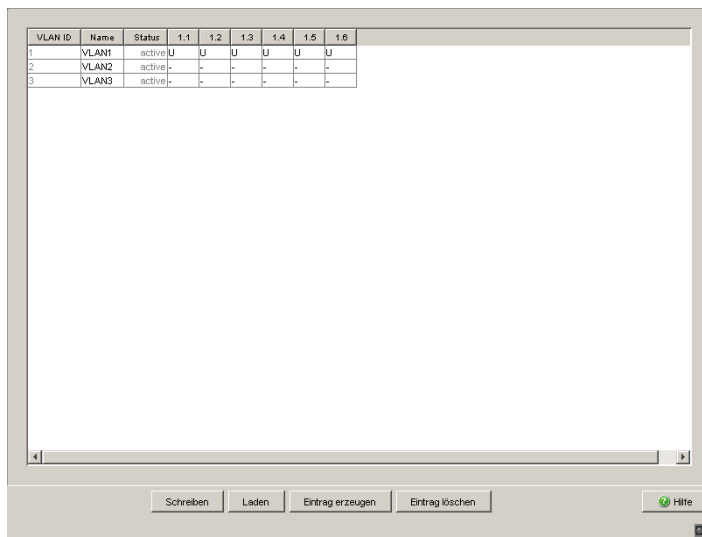 VLAN ID Name Status 1.1 1.2 1.3 1.4 1.5 1.6
1 VLAN1 active U U U U U U
2 VLAN2 active - - - - - -
3 VLAN3 active - - - - - -
Schreiben Laden Eintrag erzeugen Eintrag löschen Hilfe